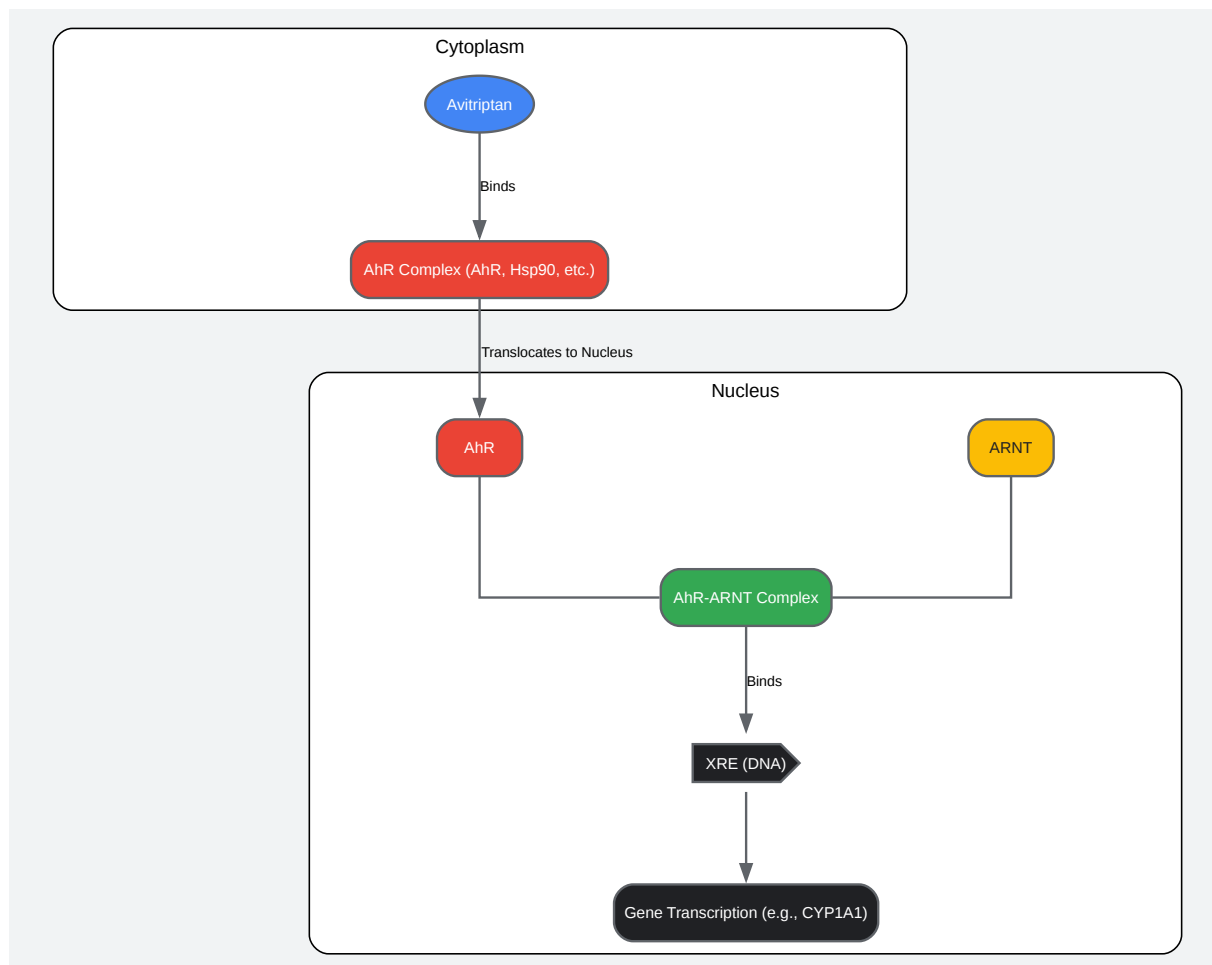 Cytoplasm
Avitriptan
Binds
AhR Complex (AhR, Hsp90, etc.)
Translocates to Nucleus
Nucleus
AhR
ARNT
AhR-ARNT Complex
Binds
XRE (DNA)
Gene Transcription (e.g., CYP1A1)